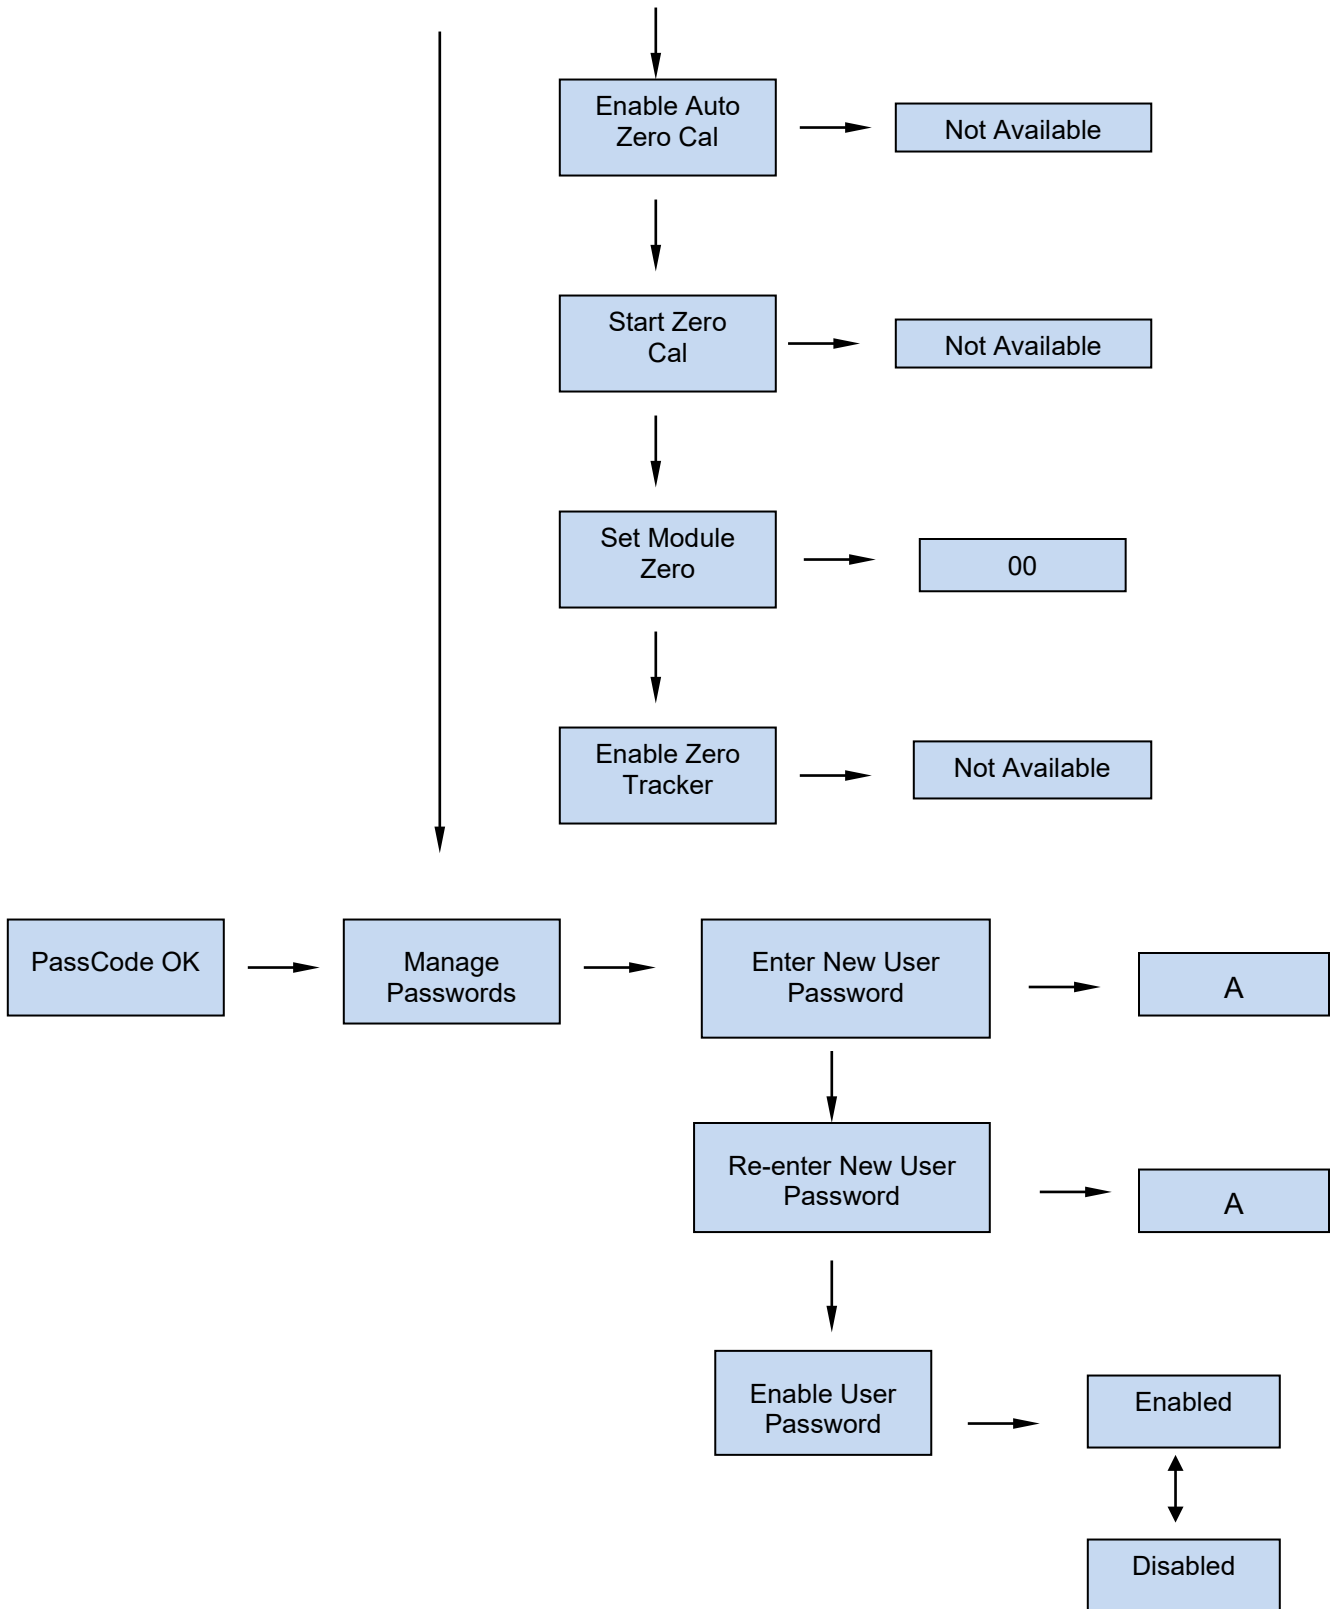 Enable Auto
Zero Cal
Not Available
Start Zero
Cal
Not Available
Set Module
Zero
00
Enable Zero
Tracker
Not Available
PassCode OK
Manage
Passwords
Enter New User
Password
A
Re-enter New User
Password
A
Enable User
Password
Enabled
Disabled